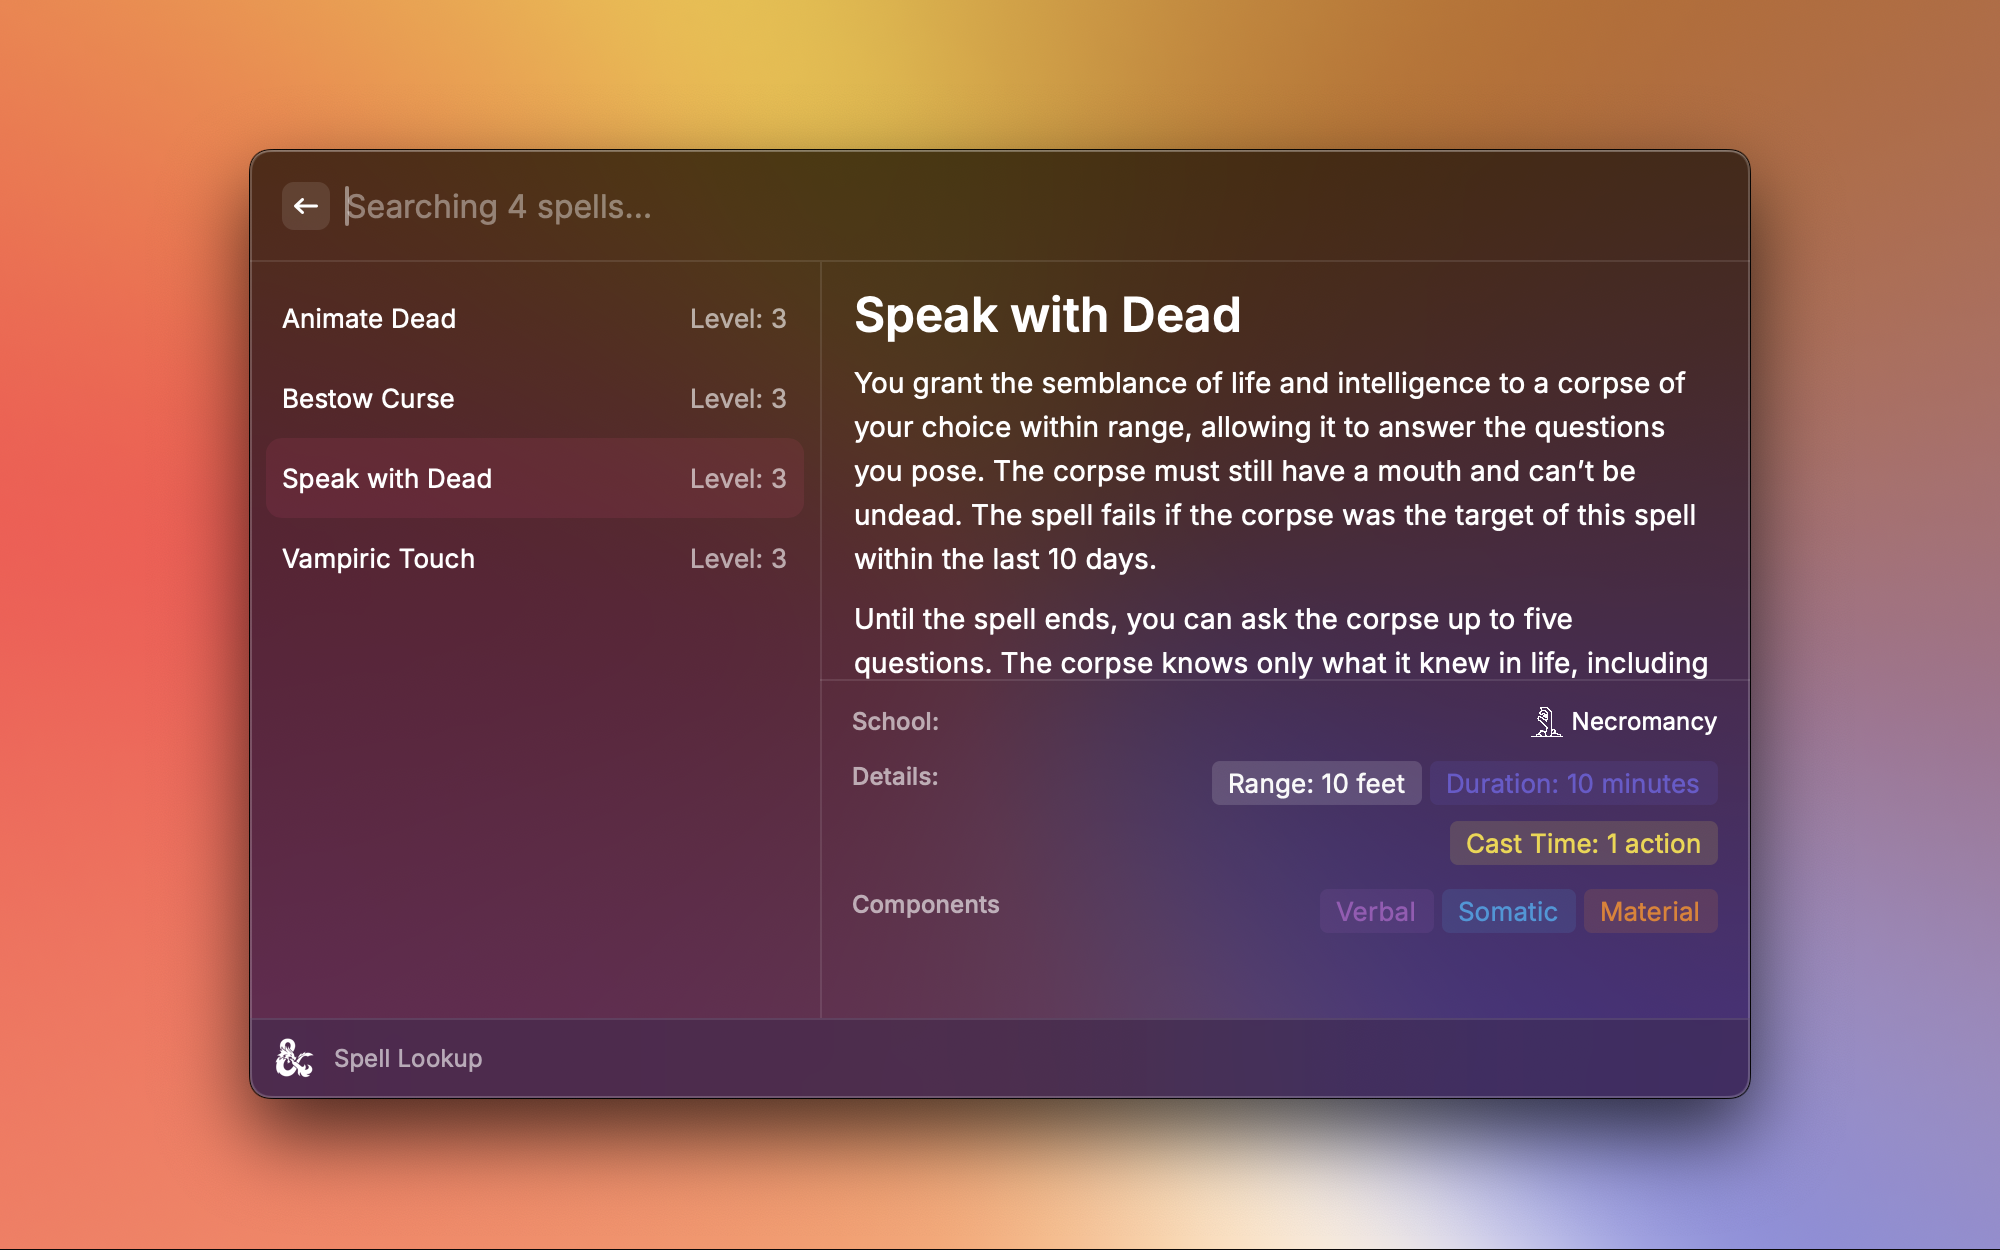 Searching 4 spells...
Animate Dead Level: 3
Bestow Curse Level: 3
Speak with Dead Level: 3
Vampiric Touch Level: 3
Speak with Dead
You grant the semblance of life and intelligence to a corpse of
your choice within range, allowing it to answer the questions
you pose. The corpse must still have a mouth and can’t be
undead. The spell fails if the corpse was the target of this spell
within the last 10 days.
Until the spell ends, you can ask the corpse up to five
questions. The corpse knows only what it knew in life, including
School: Necromancy
Details: Range: 10 feet Duration: 10 minutes
Cast Time: 1 action
Components Verbal Somatic Material
Spell Lookup